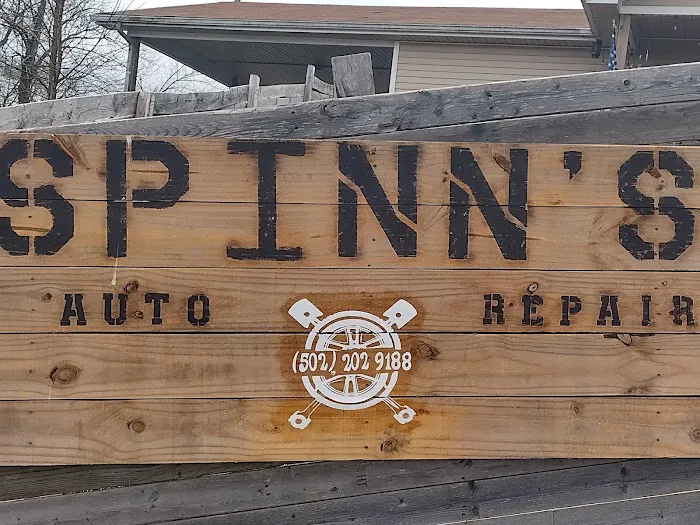 SPINN'S
AUTO REPAIR
(502) 202 9188